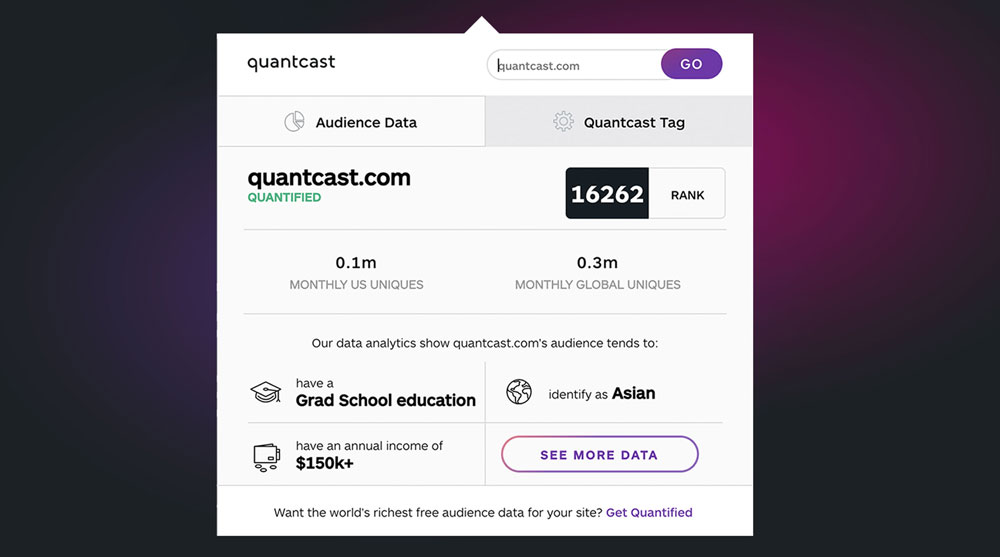 quantcast
quantcast.com
GO
Audience Data
Quantcast Tag
quantcast.com
QUANTIFIED
16262
RANK
0.1m
MONTHLY US UNIQUES
0.3m
MONTHLY GLOBAL UNIQUES
Our data analytics show quantcast.com's audience tends to:
have a
Grad School education
identify as Asian
have an annual income of
$150k+
SEE MORE DATA
Want the world's richest free audience data for your site? Get Quantified